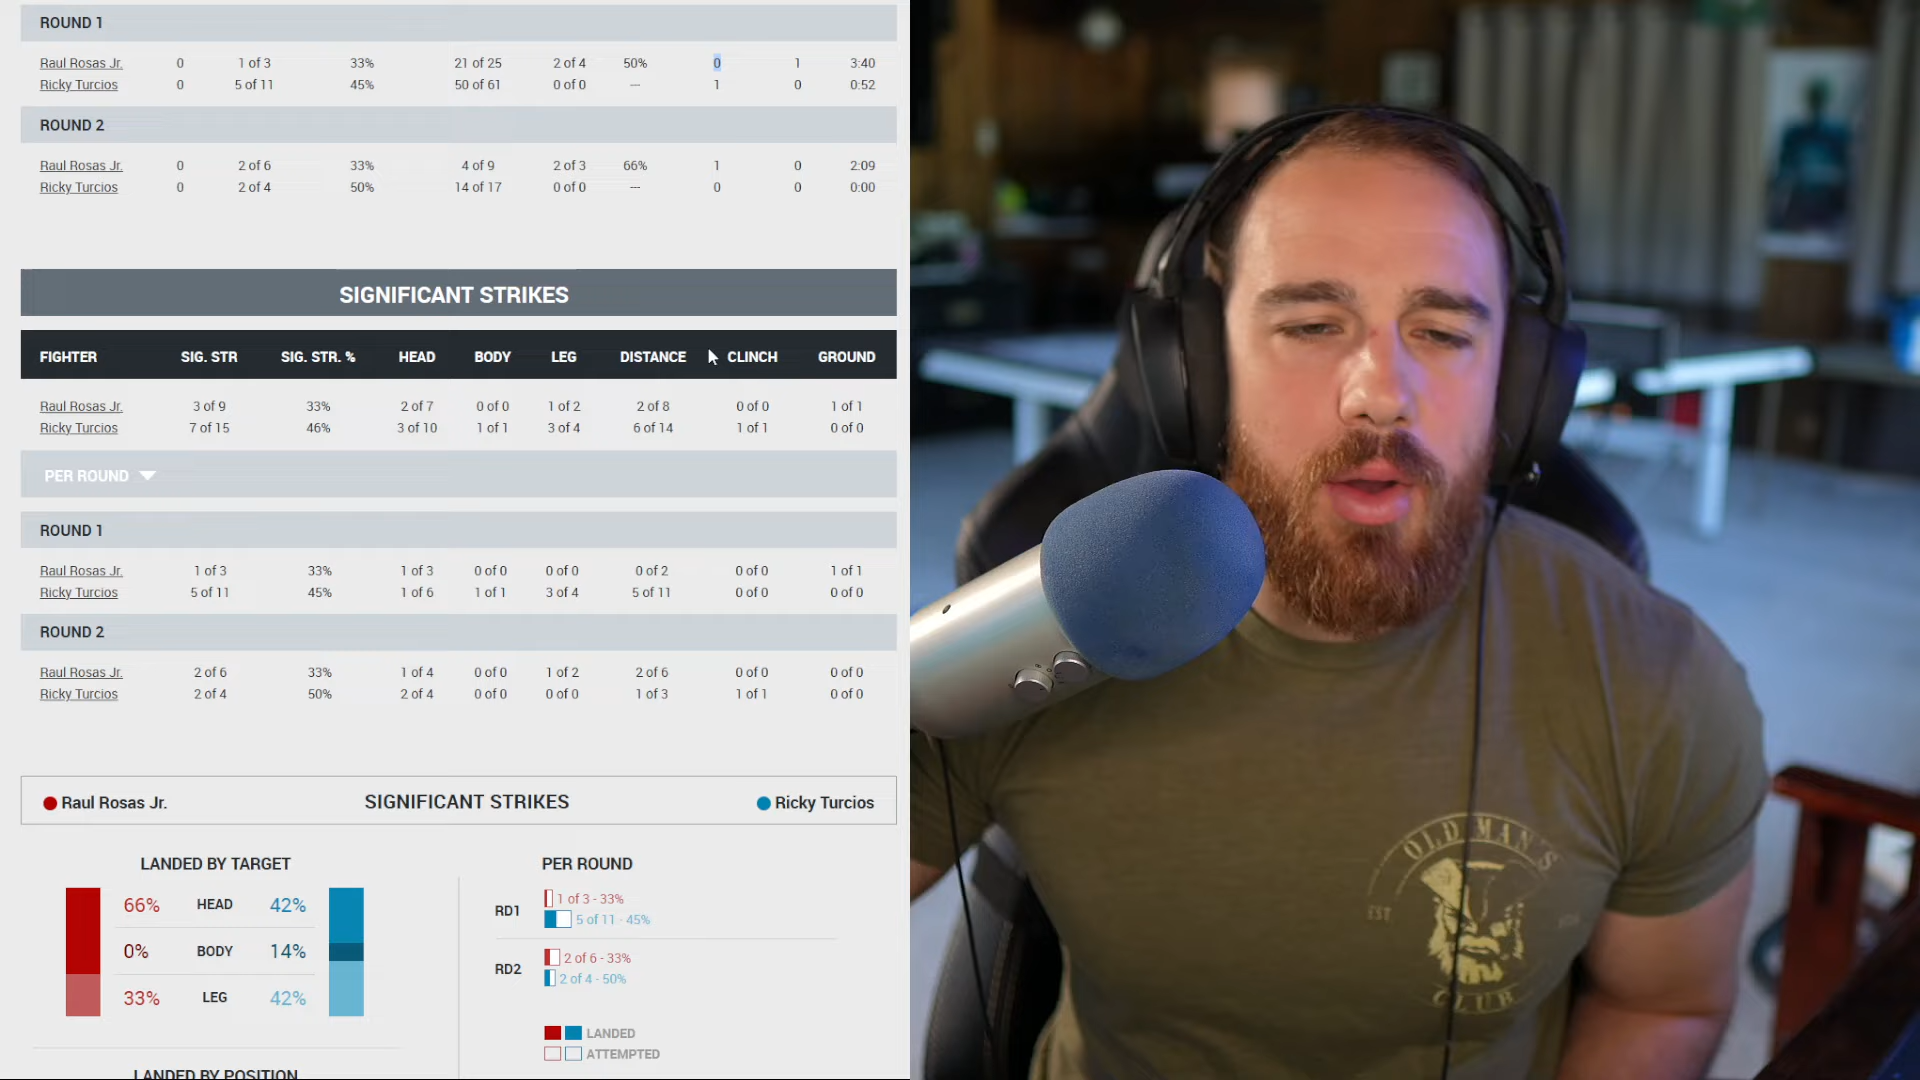 ROUND 1
Raul Rosas Jr. 0 1 of 3 33% 21 of 25 2 of 4 50% 0 1 3:40
Ricky Turcios 0 5 of 11 45% 50 of 61 0 of 0 --- 1 0 0:52
ROUND 2
Raul Rosas Jr. 0 2 of 6 33% 4 of 9 2 of 3 66% 1 0 2:09
Ricky Turcios 0 2 of 4 50% 14 of 17 0 of 0 --- 0 0 0:00
SIGNIFICANT STRIKES
FIGHTER SIG. STR SIG. STR. % HEAD BODY LEG DISTANCE CLINCH GROUND
Raul Rosas Jr. 3 of 9 33% 2 of 7 0 of 0 1 of 2 2 of 8 0 of 0 1 of 1
Ricky Turcios 7 of 15 46% 3 of 10 1 of 1 3 of 4 6 of 14 1 of 1 0 of 0
PER ROUND
ROUND 1
Raul Rosas Jr. 1 of 3 33% 1 of 3 0 of 0 0 of 0 0 of 2 0 of 0 1 of 1
Ricky Turcios 5 of 11 45% 1 of 6 1 of 1 3 of 4 5 of 11 0 of 0 0 of 0
ROUND 2
Raul Rosas Jr. 2 of 6 33% 1 of 4 0 of 0 1 of 2 2 of 6 0 of 0 0 of 0
Ricky Turcios 2 of 4 50% 2 of 4 0 of 0 0 of 0 1 of 3 1 of 1 0 of 0
Raul Rosas Jr. SIGNIFICANT STRIKES Ricky Turcios
LANDED BY TARGET
66% HEAD 42%
0% BODY 14%
33% LEG 42%
LANDED BY POSITION
PER ROUND
RD1
1 of 3 - 33%
5 of 11 - 45%
RD2
2 of 6 - 33%
2 of 4 - 50%
LANDED
ATTEMPTED
OLD MAN'S
EST
CLUB